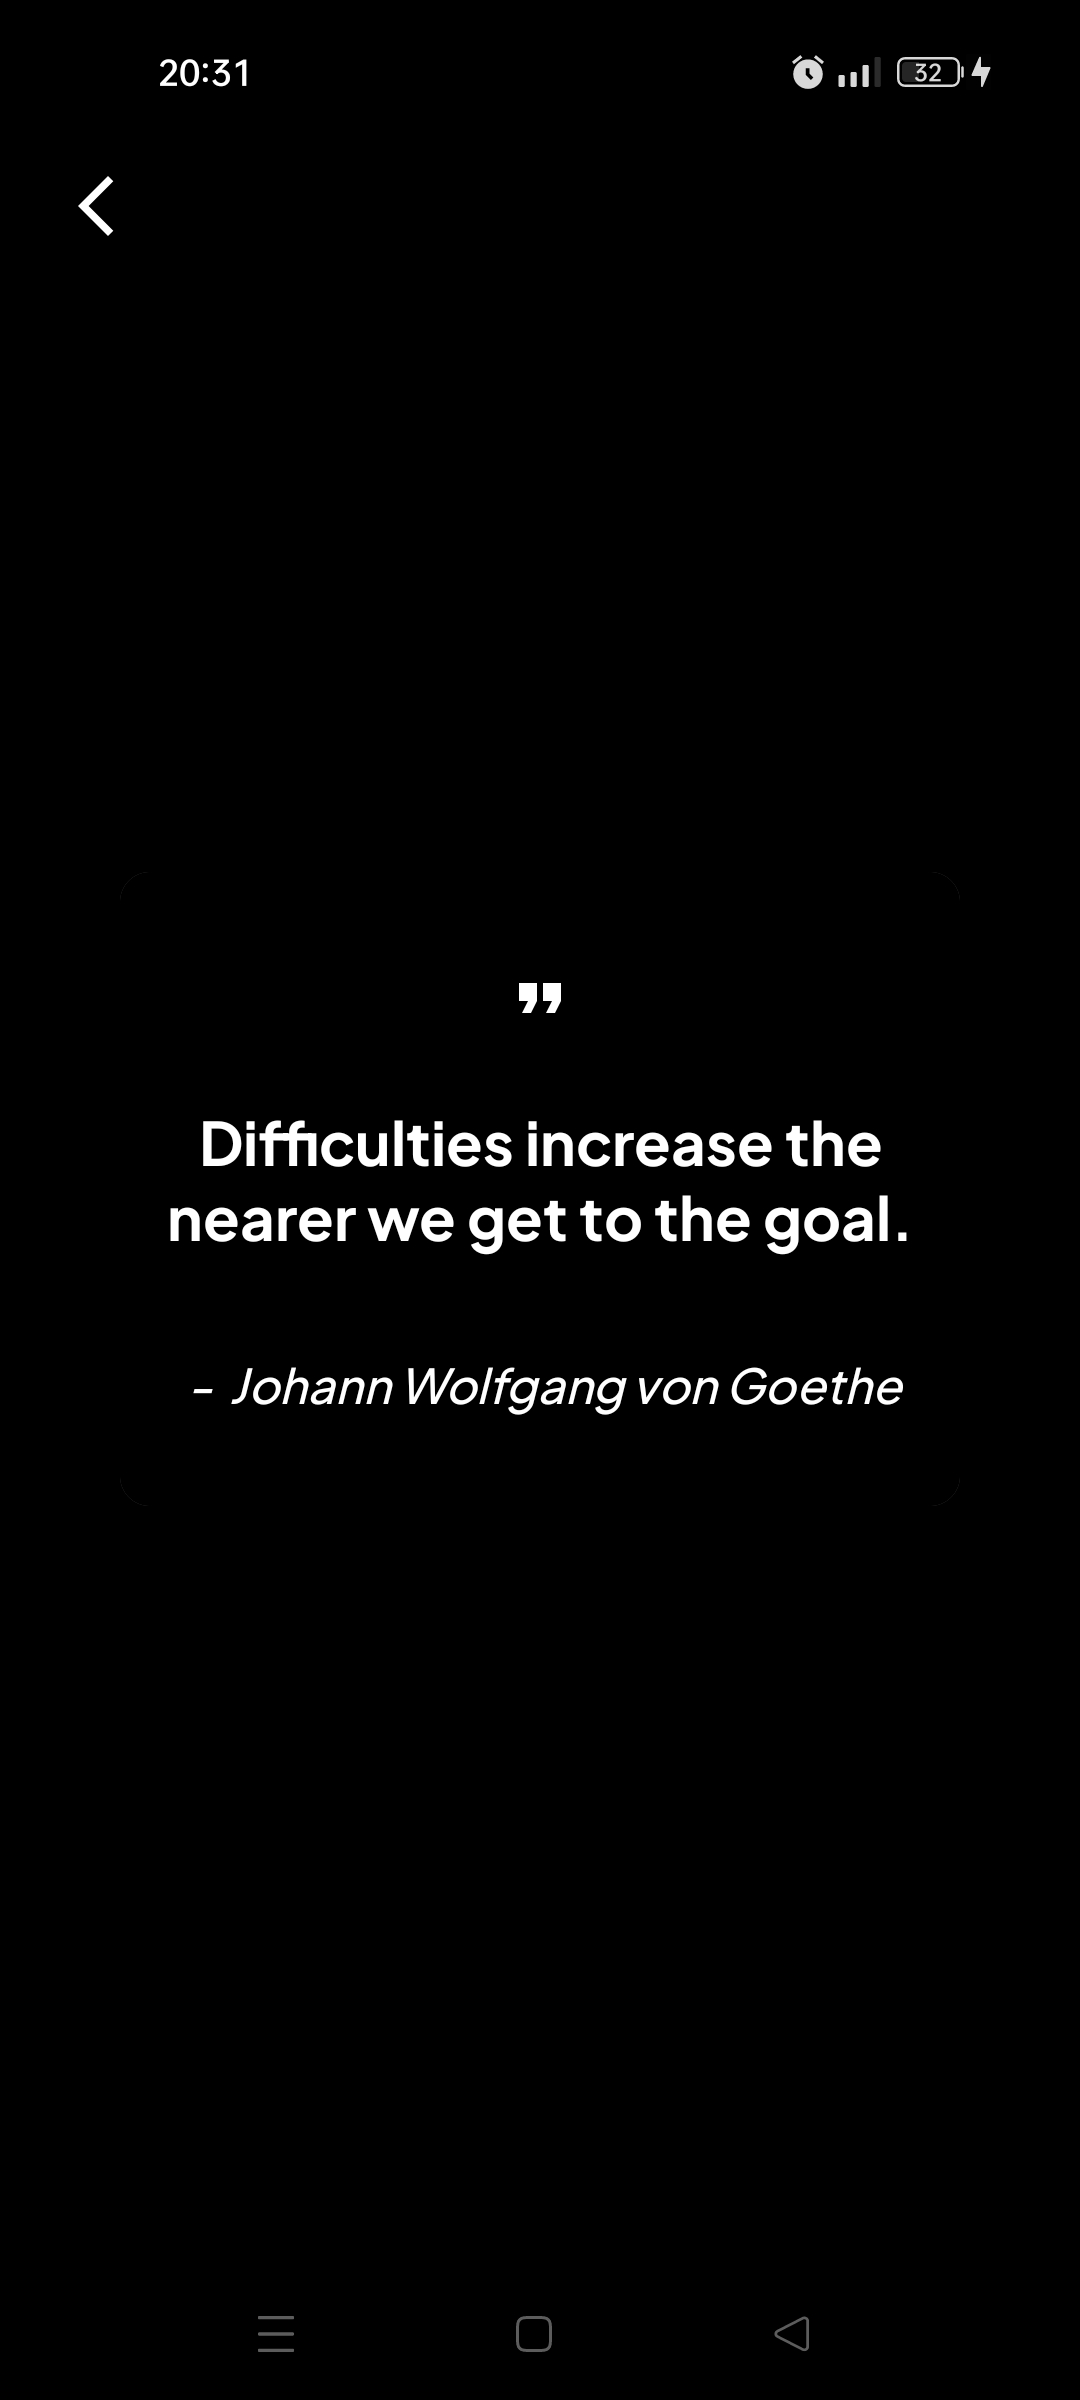 20:31
32
”
Difficulties increase the
nearer we get to the goal.
- Johann Wolfgang von Goethe